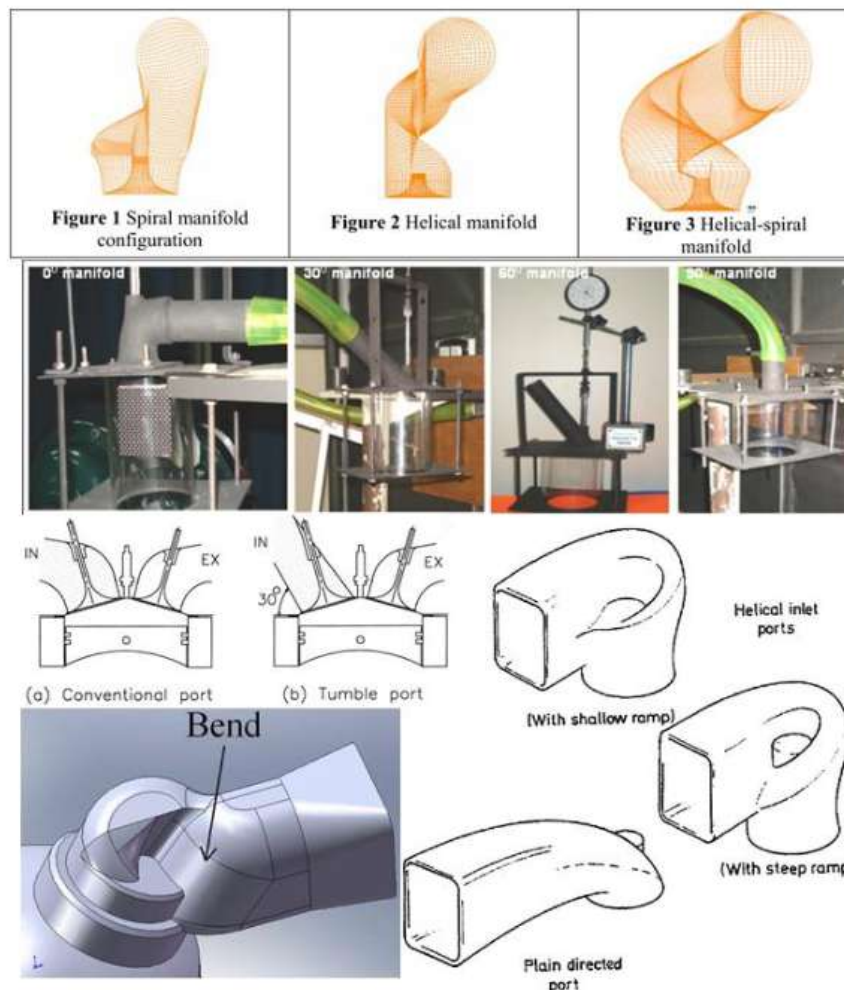 Figure 1 Spiral manifold
configuration
Figure 2 Helical manifold
Figure 3 Helical-spiral
manifold
0° manifold
30° manifold
60° manifold
90° manifold
IN
EX
IN
EX
30°
(a) Conventional port
(b) Tumble port
Helical inlet
ports
(With shallow ramp)
Bend
(With steep ramp
Plain directed
port